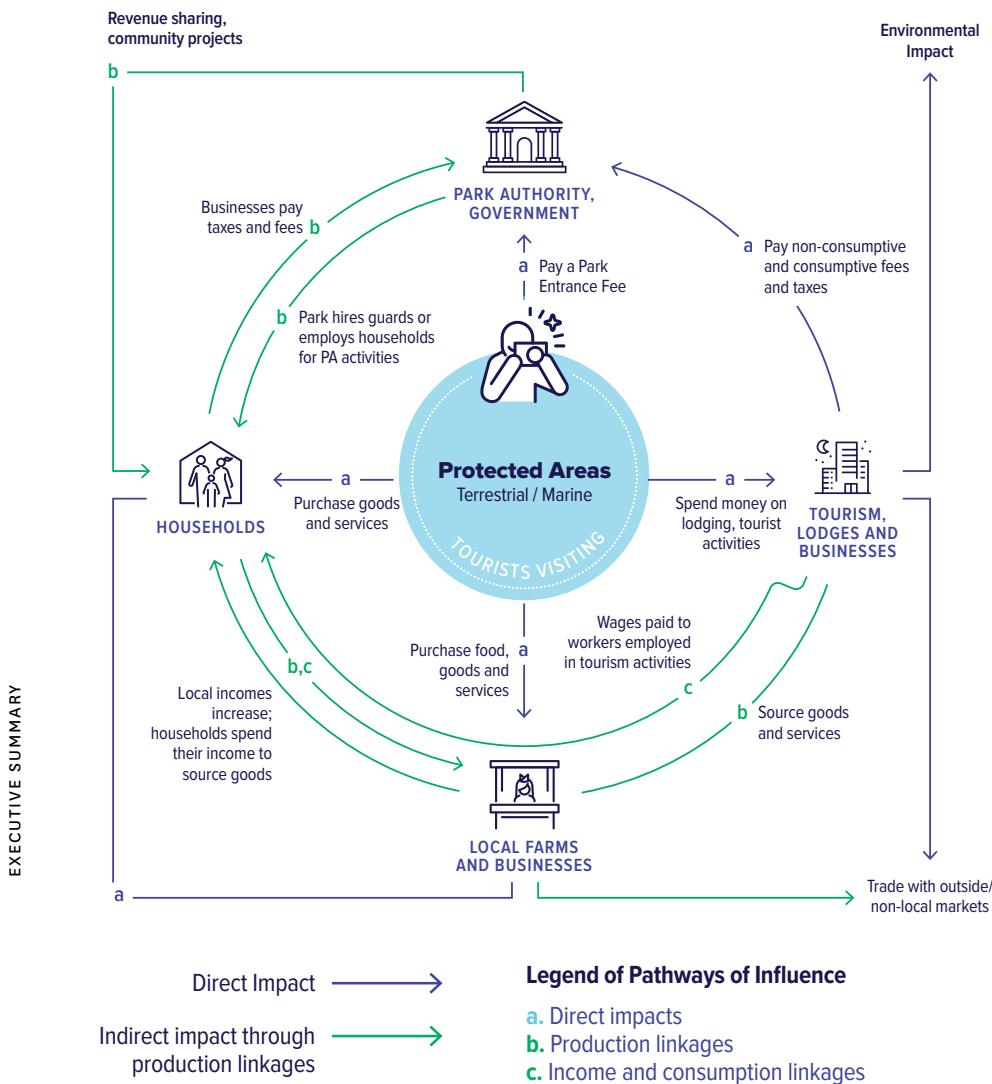 Revenue sharing,
community projects
Environmental
Impact
b
PARK AUTHORITY,
GOVERNMENT
Businesses pay
taxes and fees
b
a
Pay non-consumptive
and consumptive fees
and taxes
a
Pay a Park
Entrance Fee
b
Park hires guards or
employs households
for PA activities
Protected Areas
Terrestrial / Marine
TOURISTS VISITING
a
Purchase goods
and services
HOUSEHOLDS
a
Spend money on
lodging, tourist
activities
TOURISM,
LODGES AND
BUSINESSES
Purchase food,
goods and
services
a
Wages paid to
workers employed
in tourism activities
c
b,c
Local incomes
increase;
households spend
their income to
source goods
b
Source goods
and services
EXECUTIVE SUMMARY
LOCAL FARMS
AND BUSINESSES
a
Trade with outside/
non-local markets
Direct Impact
Indirect impact through
production linkages
Legend of Pathways of Influence
a. Direct impacts
b. Production linkages
c. Income and consumption linkages